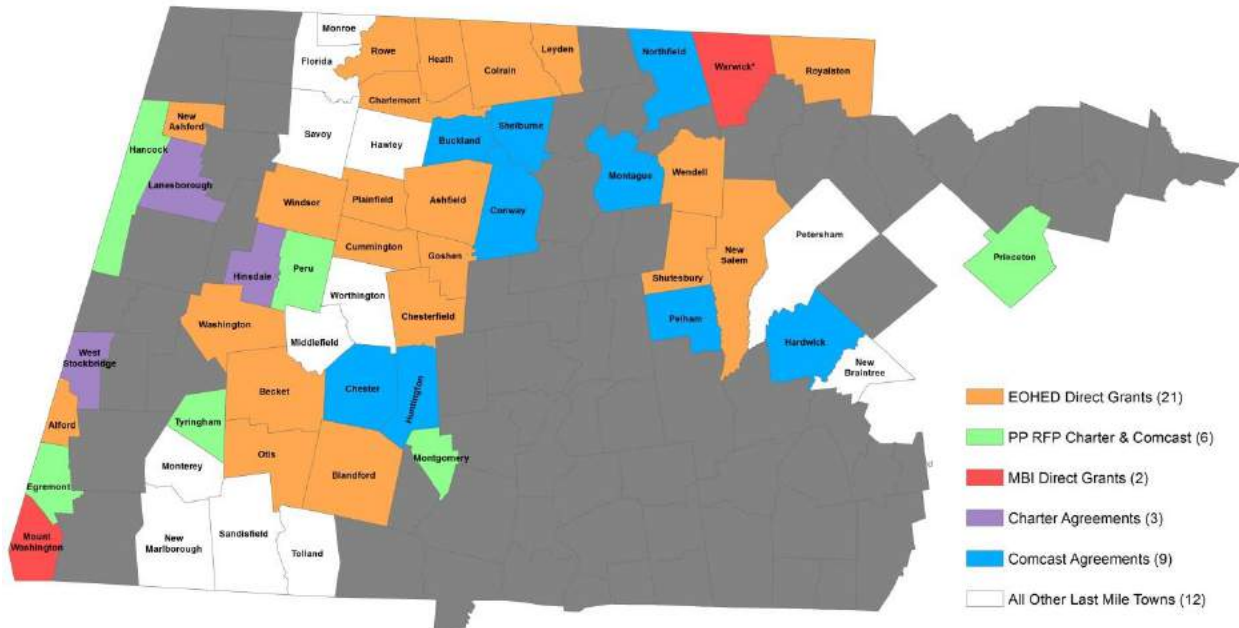 Monroe
Rowe
Florida
Heath
Colrain
Leyden
Northfield
Warwick*
Royalston
Charlemont
New
Ashford
Savoy
Hawley
Buckland
Shelburne
Hancock
Lanesborough
Montague
Wendell
Windsor
Plainfield
Ashfield
Conway
Cummington
Goshen
Petersham
New
Salem
Princeton
Hinsdale
Peru
Shutesbury
Worthington
Chesterfield
Washington
Middlefield
Pelham
Hardwick
New
Braintree
West
Stockbridge
Becket
Chester
Huntington
Alford
Tyringham
Otis
Blandford
Montgomery
Monterey
Egremont
Mount
Washington
New
Marlborough
Sandisfield
Tolland
EOHED Direct Grants (21)
PP RFP Charter & Comcast (6)
MBI Direct Grants (2)
Charter Agreements (3)
Comcast Agreements (9)
All Other Last Mile Towns (12)